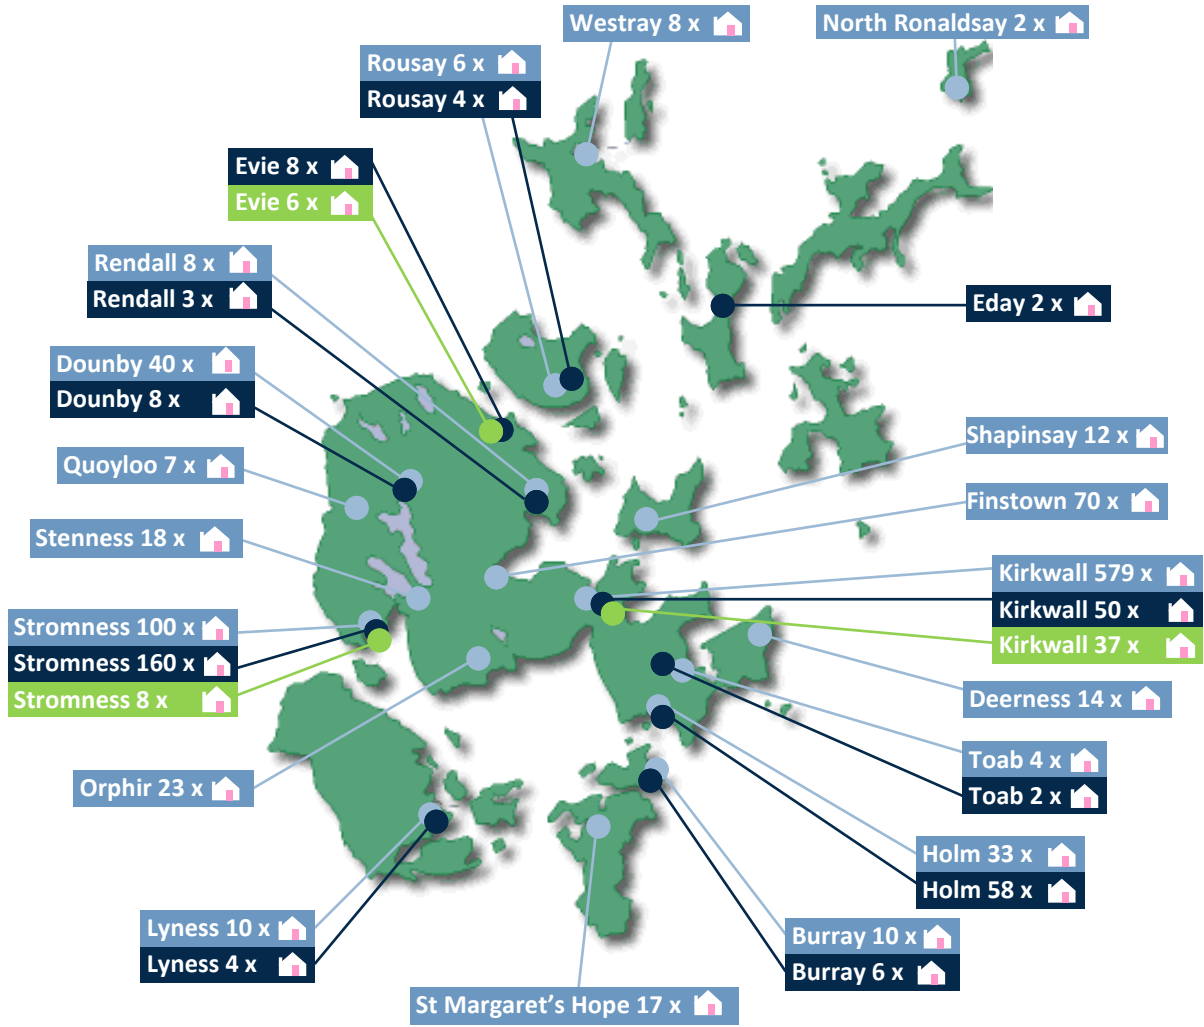 Westray 8 x
North Ronaldsay 2 x
Rousay 6 x
Rousay 4 x
Evie 8 x
Evie 6 x
Rendall 8 x
Rendall 3 x
Eday 2 x
Dounby 40 x
Dounby 8 x
Shapinsay 12 x
Quoyloo 7 x
Finstown 70 x
Stenness 18 x
Kirkwall 579 x
Kirkwall 50 x
Kirkwall 37 x
Stromness 100 x
Stromness 160 x
Stromness 8 x
Deerness 14 x
Toab 4 x
Toab 2 x
Orphir 23 x
Holm 33 x
Holm 58 x
Lyness 10 x
Lyness 4 x
Burray 10 x
Burray 6 x
St Margaret’s Hope 17 x